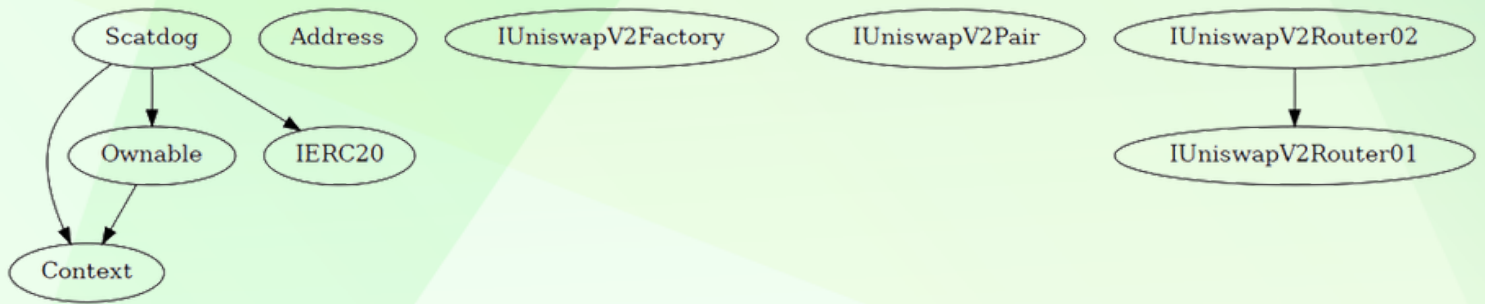 Scatdog
Address
IUniswapV2Factory
IUniswapV2Pair
IUniswapV2Router02
Ownable
IERC20
IUniswapV2Router01
Context